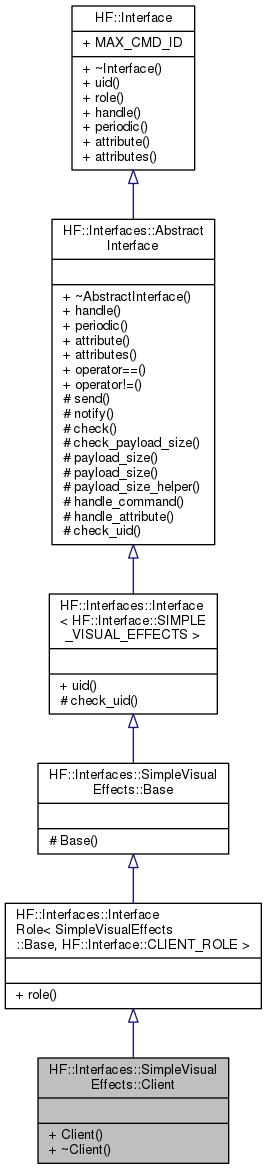 HF::Interface
+ MAX_CMD_ID
+ ~Interface()
+ uid()
+ role()
+ handle()
+ periodic()
+ attribute()
+ attributes()
HF::Interfaces::Abstract
Interface
+ ~AbstractInterface()
+ handle()
+ periodic()
+ attribute()
+ attributes()
+ operator==()
+ operator!=()
# send()
# notify()
# check()
# check_payload_size()
# payload_size()
# payload_size()
# payload_size_helper()
# handle_command()
# handle_attribute()
# check_uid()
HF::Interfaces::Interface
< HF::Interface::SIMPLE
_VISUAL_EFFECTS >
+ uid()
# check_uid()
HF::Interfaces::SimpleVisual
Effects::Base
# Base()
HF::Interfaces::Interface
Role< SimpleVisualEffects
::Base, HF::Interface::CLIENT_ROLE >
+ role()
HF::Interfaces::SimpleVisual
Effects::Client
+ Client()
+ ~Client()